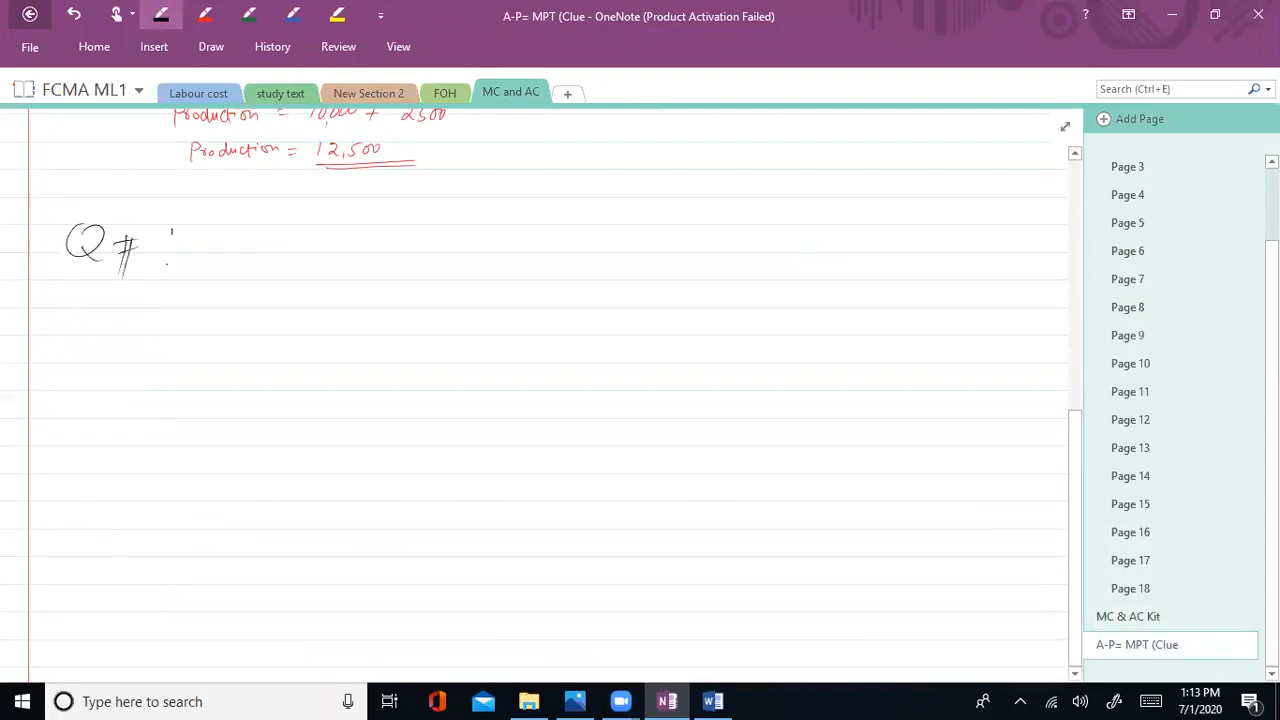 A-P= MPT (Clue - OneNote (Product Activation Failed)
?
File Home Insert Draw History Review View
FCMA ML1
Labour cost study text New Section 2 FOH MC and AC +
Search (Ctrl+E)
Add Page
Production = 10,000 + 2500
Production = 12,500
Q #
Page 3
Page 4
Page 5
Page 6
Page 7
Page 8
Page 9
Page 10
Page 11
Page 12
Page 13
Page 14
Page 15
Page 16
Page 17
Page 18
MC & AC Kit
A-P= MPT (Clue
Type here to search
1:13 PM
7/1/2020
1